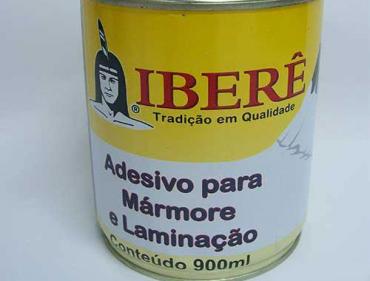 IBERÊ
®
Tradição em Qualidade
Adesivo para
Mármore
e Laminação
Conteúdo 900ml